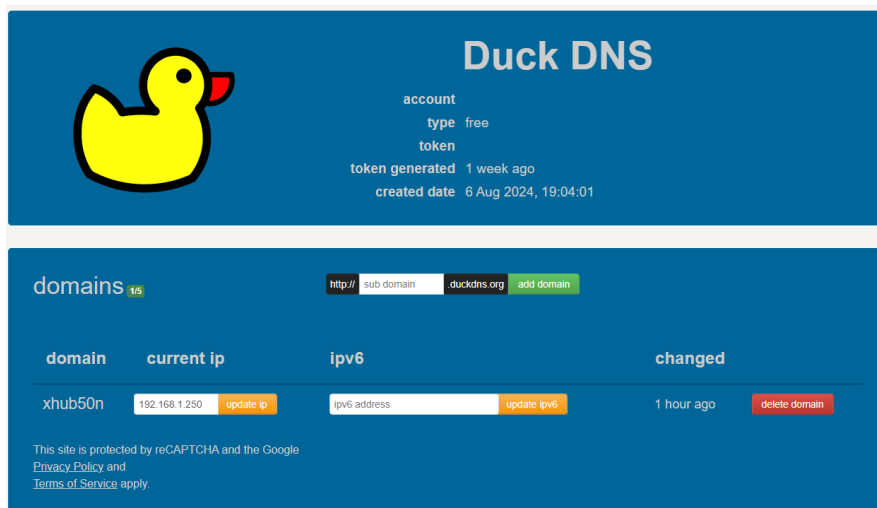 Duck DNS
account
type free
token
token generated 1 week ago
created date 6 Aug 2024, 19:04:01
domains 1/5
http:// sub domain .duckdns.org add domain
domain current ip ipv6 changed
xhub50n 192.168.1.250 update ip ipv6 address update ipv6 1 hour ago delete domain
This site is protected by reCAPTCHA and the Google
Privacy Policy and
Terms of Service apply.